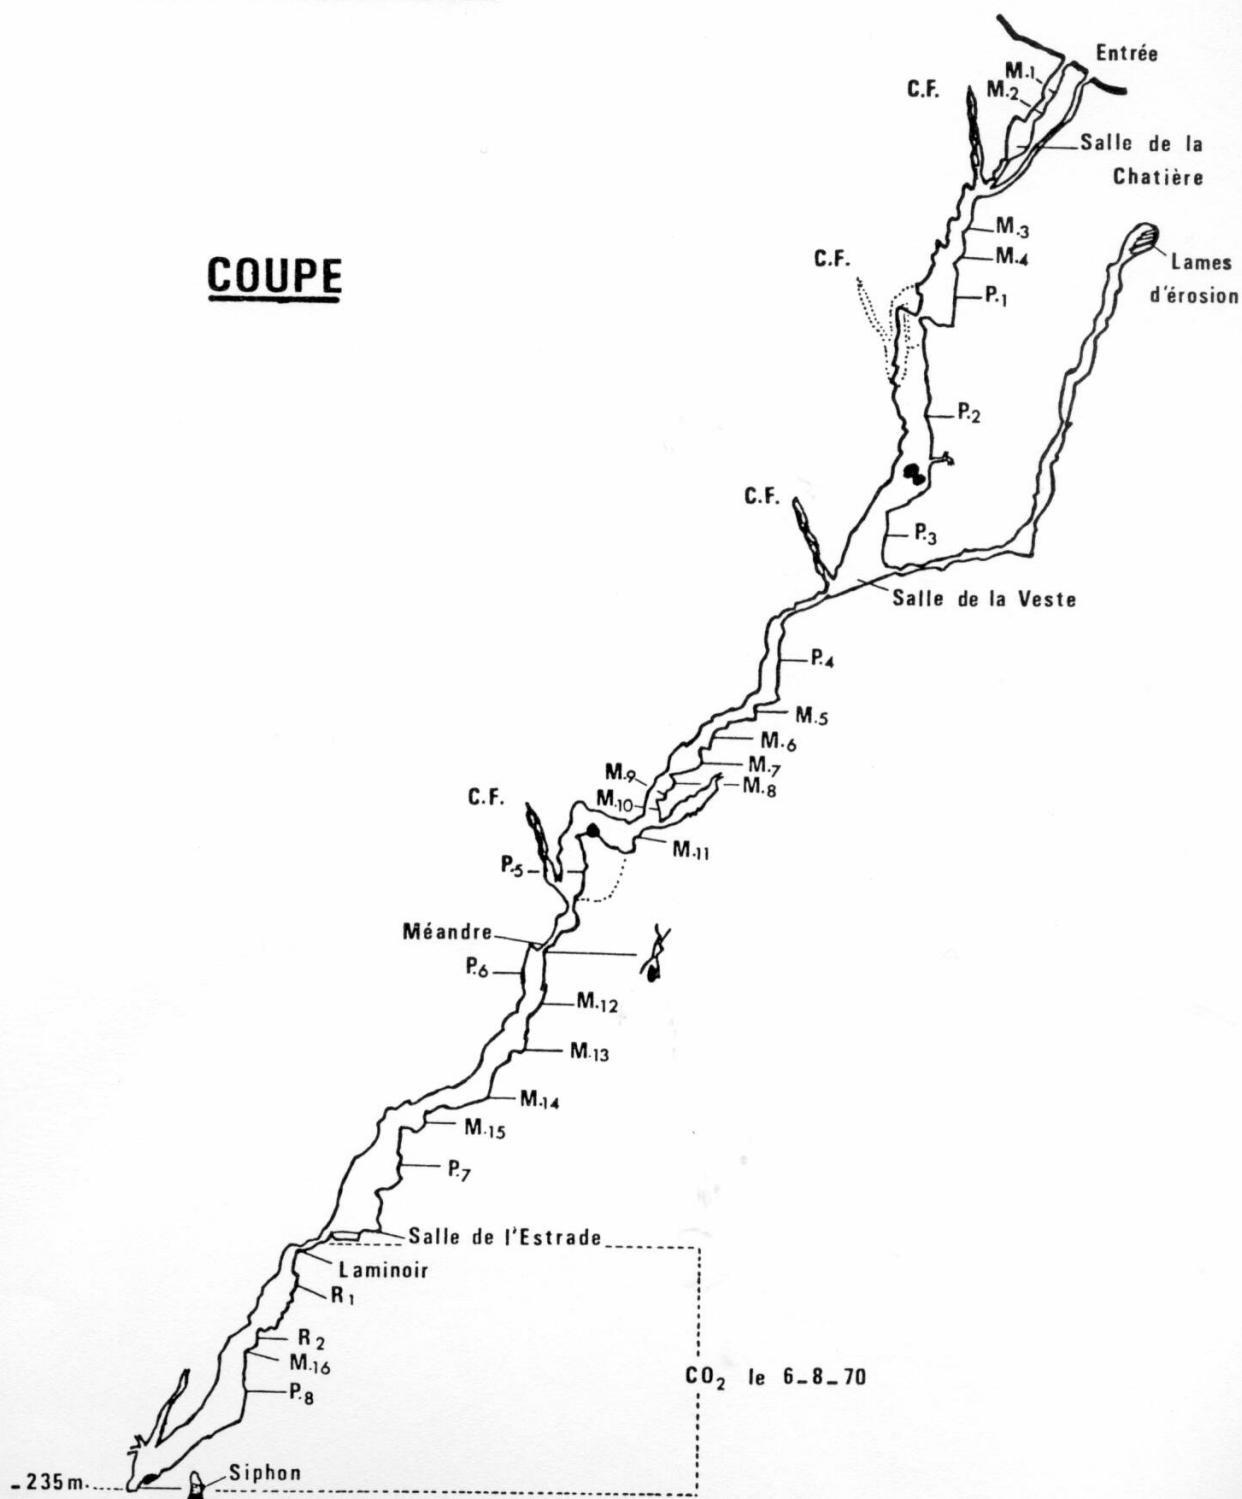 Entrée
M.1
M.2
C.F.
Salle de la
Chatière
M.3
M.4
C.F.
Lames
d'érosion
COUPE
P.1
P.2
C.F.
P.3
Salle de la Veste
P.4
M.5
M.6
M.7
M.9
M.8
C.F.
M.10
M.11
P.5
Méandre
P.6
M.12
M.13
M.14
M.15
P.7
Salle de l'Estrade
Laminoir
R1
R2
M.16
CO2 le 6-8-70
P.8
Siphon
-235m.